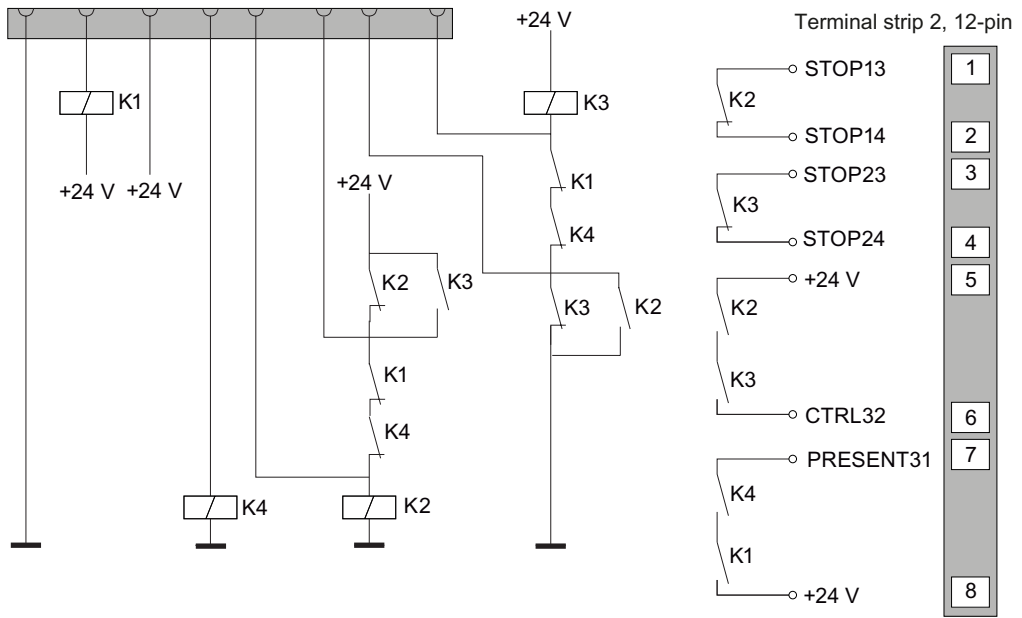 +24 V
Terminal strip 2, 12-pin
K1
K3
+24 V
+24 V
+24 V
K1
K4
K2
K3
K3
K2
K1
K4
K4
K2
STOP13
1
K2
STOP14
2
STOP23
3
K3
STOP24
4
+24 V
5
K2
K3
CTRL32
6
PRESENT31
7
K4
K1
+24 V
8